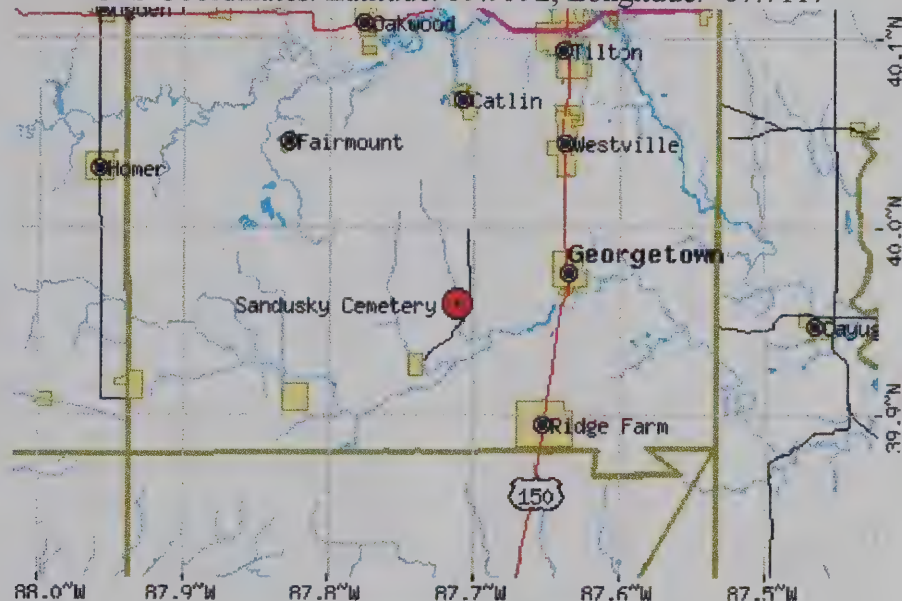 Oakwood
Tilton
40.1~N
Catlin
Fairmount
Westville
Homer
40.0~N
Georgetown
Sandusky Cemetery
Cayug
39.9~N
Ridge Farm
150
88.0~W
87.9~W
87.8~W
87.7~W
87.6~W
87.5~W